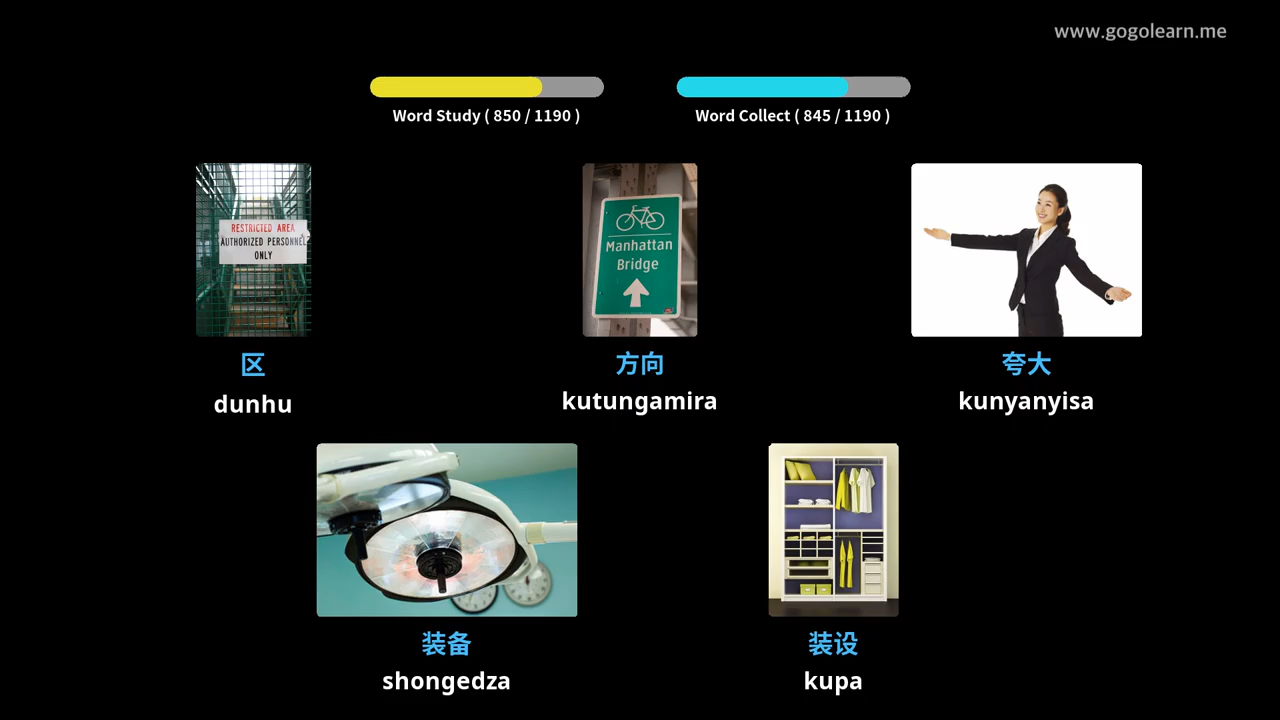 www.gogolearn.me
Word Study ( 850 / 1190 )
Word Collect ( 845 / 1190 )
RESTRICTED AREA
AUTHORIZED PERSONNEL
ONLY
Manhattan
Bridge
区
方向
夸大
dunhu
kutungamira
kunyanyisa
装备
装设
shongedza
kupa